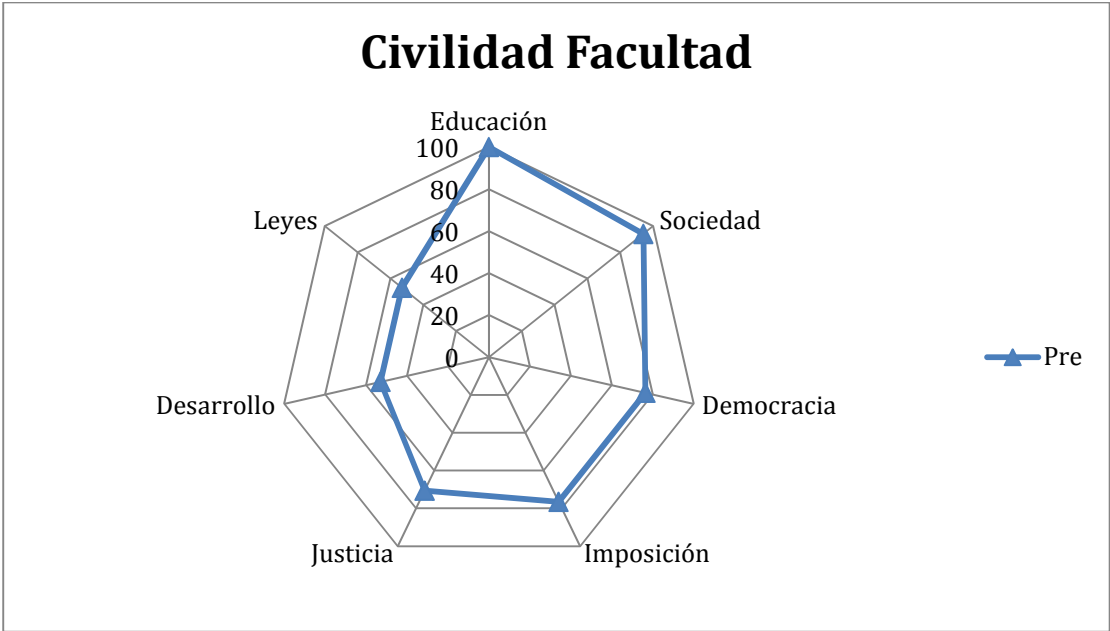 Civilidad Facultad
Educación
100
80
60
40
20
0
Sociedad
Democracia
Imposición
Justicia
Desarrollo
Leyes
Pre